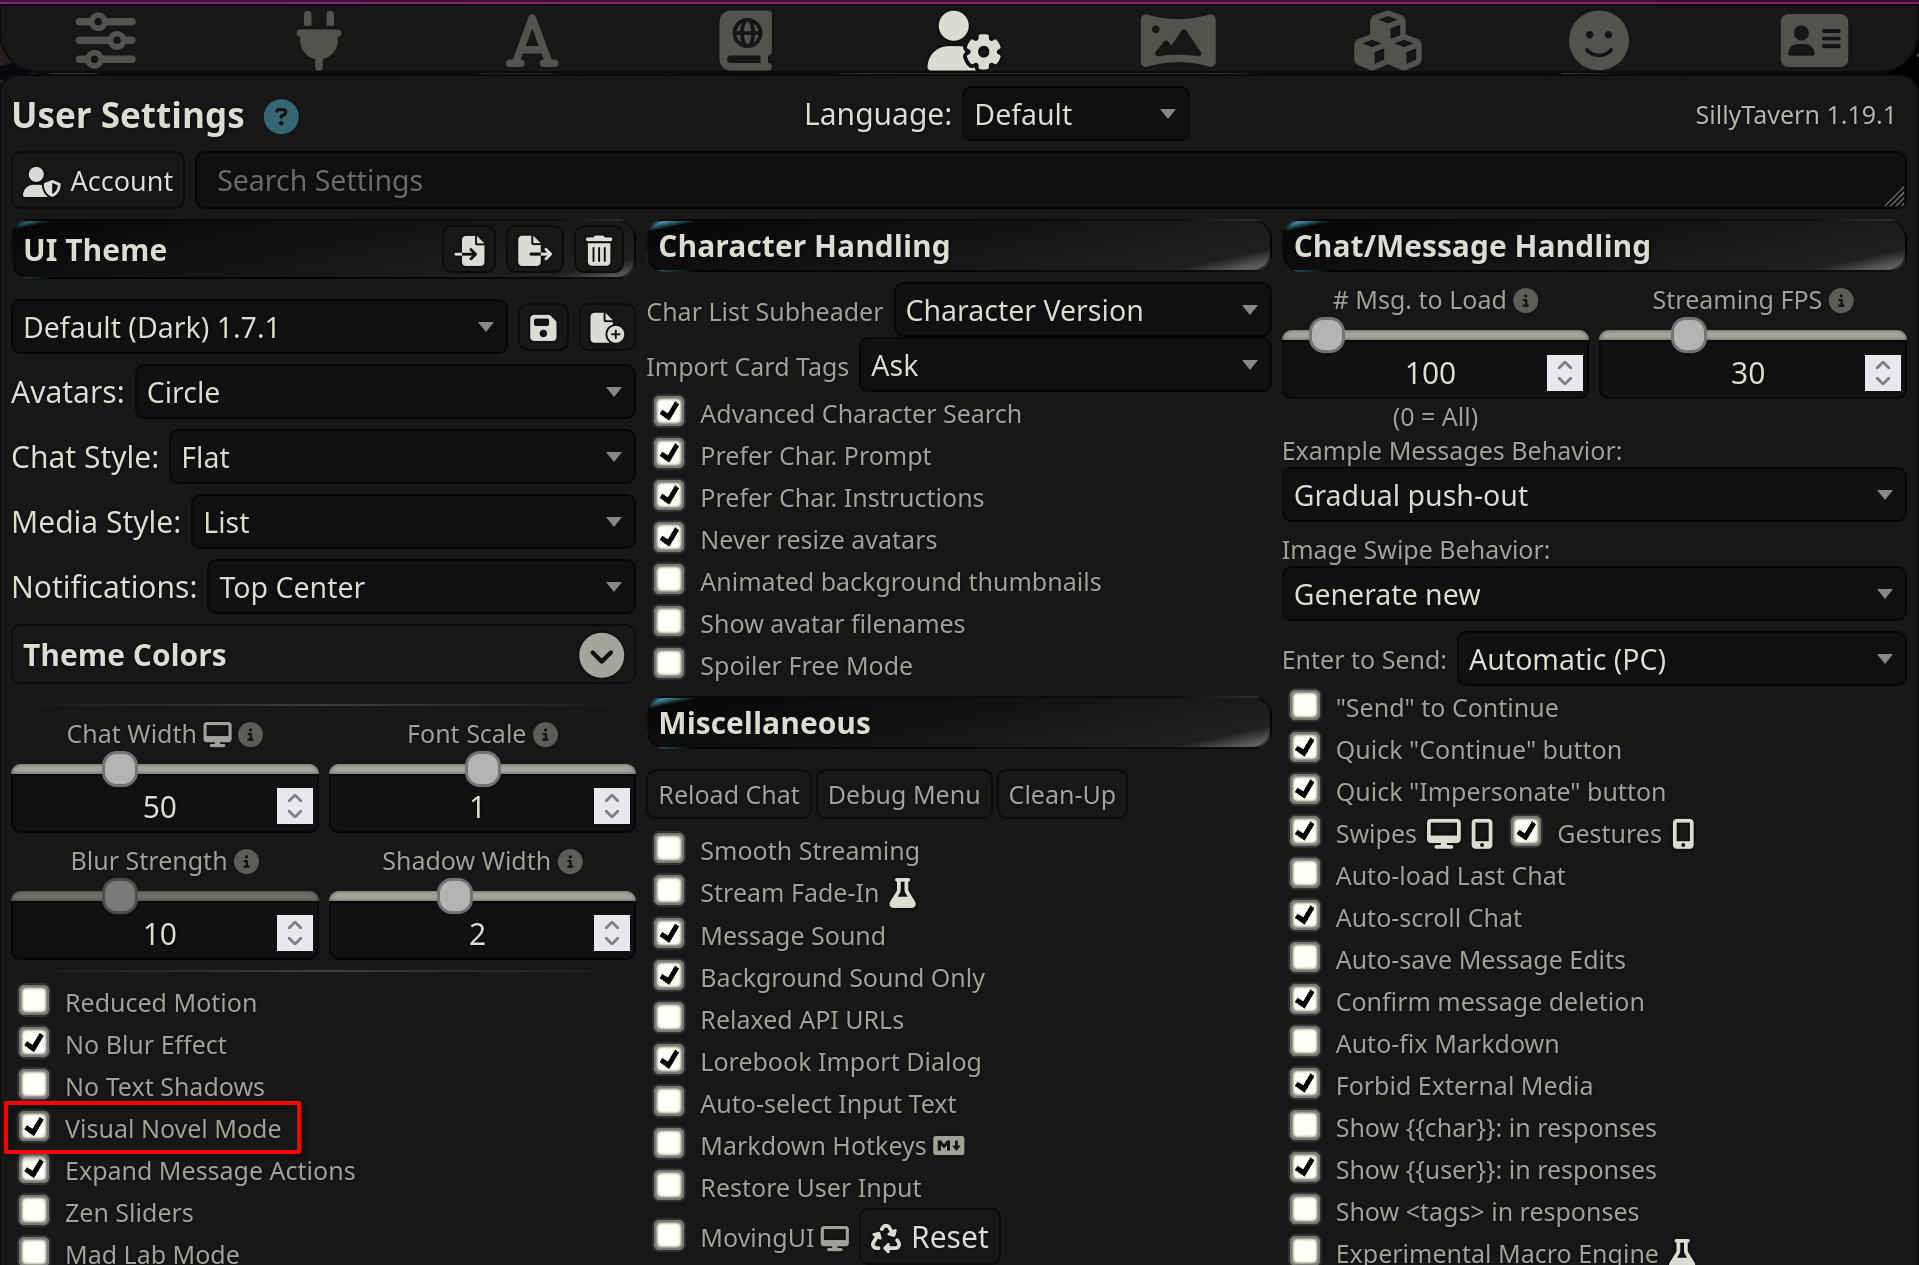 User Settings ?
Language: Default
SillyTavern 1.19.1
Account
Search Settings
UI Theme
Default (Dark) 1.7.1
Avatars: Circle
Chat Style: Flat
Media Style: List
Notifications: Top Center
Theme Colors
Chat Width
Font Scale
50
1
Blur Strength
Shadow Width
10
2
Reduced Motion
No Blur Effect
No Text Shadows
Visual Novel Mode
Expand Message Actions
Zen Sliders
Mad Lab Mode
Character Handling
Char List Subheader Character Version
Import Card Tags Ask
Advanced Character Search
Prefer Char. Prompt
Prefer Char. Instructions
Never resize avatars
Animated background thumbnails
Show avatar filenames
Spoiler Free Mode
Miscellaneous
Reload Chat Debug Menu Clean-Up
Smooth Streaming
Stream Fade-In
Message Sound
Background Sound Only
Relaxed API URLs
Lorebook Import Dialog
Auto-select Input Text
Markdown Hotkeys M
Restore User Input
MovingUI Reset
Chat/Message Handling
# Msg. to Load
Streaming FPS
100
30
(0 = All)
Example Messages Behavior:
Gradual push-out
Image Swipe Behavior:
Generate new
Enter to Send: Automatic (PC)
"Send" to Continue
Quick "Continue" button
Quick "Impersonate" button
Swipes Gestures
Auto-load Last Chat
Auto-scroll Chat
Auto-save Message Edits
Confirm message deletion
Auto-fix Markdown
Forbid External Media
Show {{char}}: in responses
Show {{user}}: in responses
Show <tags> in responses
Experimental Macro Engine